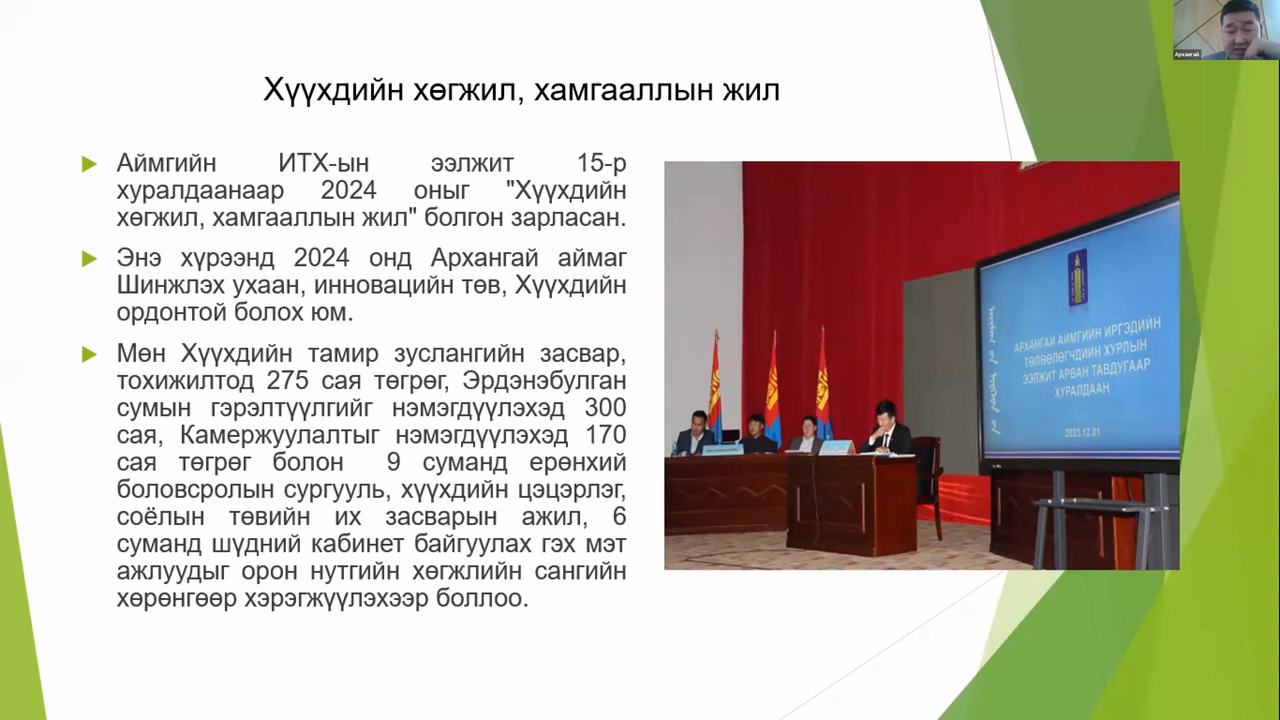 Архангай
Хүүхдийн хөгжил, хамгааллын жил
Аймгийн ИТХ-ын ээлжит 15-р
хуралдаанаар 2024 оныг "Хүүхдийн
хөгжил, хамгааллын жил" болгон зарласан.
Энэ хүрээнд 2024 онд Архангай аймаг
Шинжлэх ухаан, инновацийн төв, Хүүхдийн
ордонтой болох юм.
Мөн Хүүхдийн тамир зуслангийн засвар,
тохижилтод 275 сая төгрөг, Эрдэнэбулган
сумын гэрэлтүүлгийг нэмэгдүүлэхэд 300
сая, Камержуулалтыг нэмэгдүүлэхэд 170
сая төгрөг болон 9 суманд ерөнхий
боловсролын сургууль, хүүхдийн цэцэрлэг,
соёлын төвийн их засварын ажил, 6
суманд шүдний кабинет байгуулах гэх мэт
ажлуудыг орон нутгийн хөгжлийн сангийн
хөрөнгөөр хэрэгжүүлэхээр боллоо.
АРХАНГАЙ АЙМГИЙН ИРГЭДИЙН
ТӨЛӨӨЛӨГЧДИЙН ХУРЛЫН
ЭЭЛЖИТ АРВАН ТАВДУГААР
ХУРАЛДААН
2023.12.01